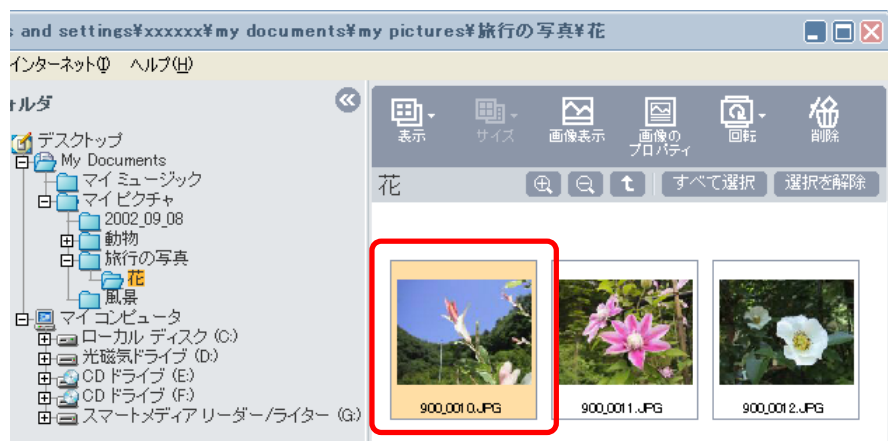 s and settings¥xxxxxx¥my documents¥my pictures¥旅行の写真¥花
インターネット(I) ヘルプ(H)
ォルダ
デスクトップ
My Documents
マイ ミュージック
マイ ピクチャ
2002_09_08
動物
旅行の写真
花
風景
マイ コンピュータ
ローカル ディスク (C:)
光磁気ドライブ (D:)
CD ドライブ (E:)
CD ドライブ (F:)
スマートメディア リーダー/ライター (G:)
表示
サイズ
画像表示
画像の
プロパティ
回転
削除
花
すべて選択
選択を解除
900_0010.JPG
900_0011.JPG
900_0012.JPG